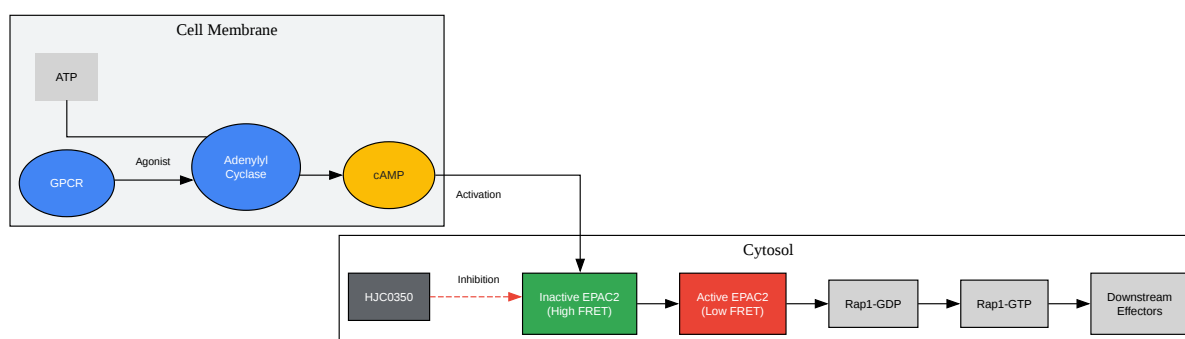 Cell Membrane
ATP
GPCR
Agonist
Adenylyl
Cyclase
cAMP
Activation
Cytosol
HJC0350
Inhibition
Inactive EPAC2
(High FRET)
Active EPAC2
(Low FRET)
Rap1-GDP
Rap1-GTP
Downstream
Effectors